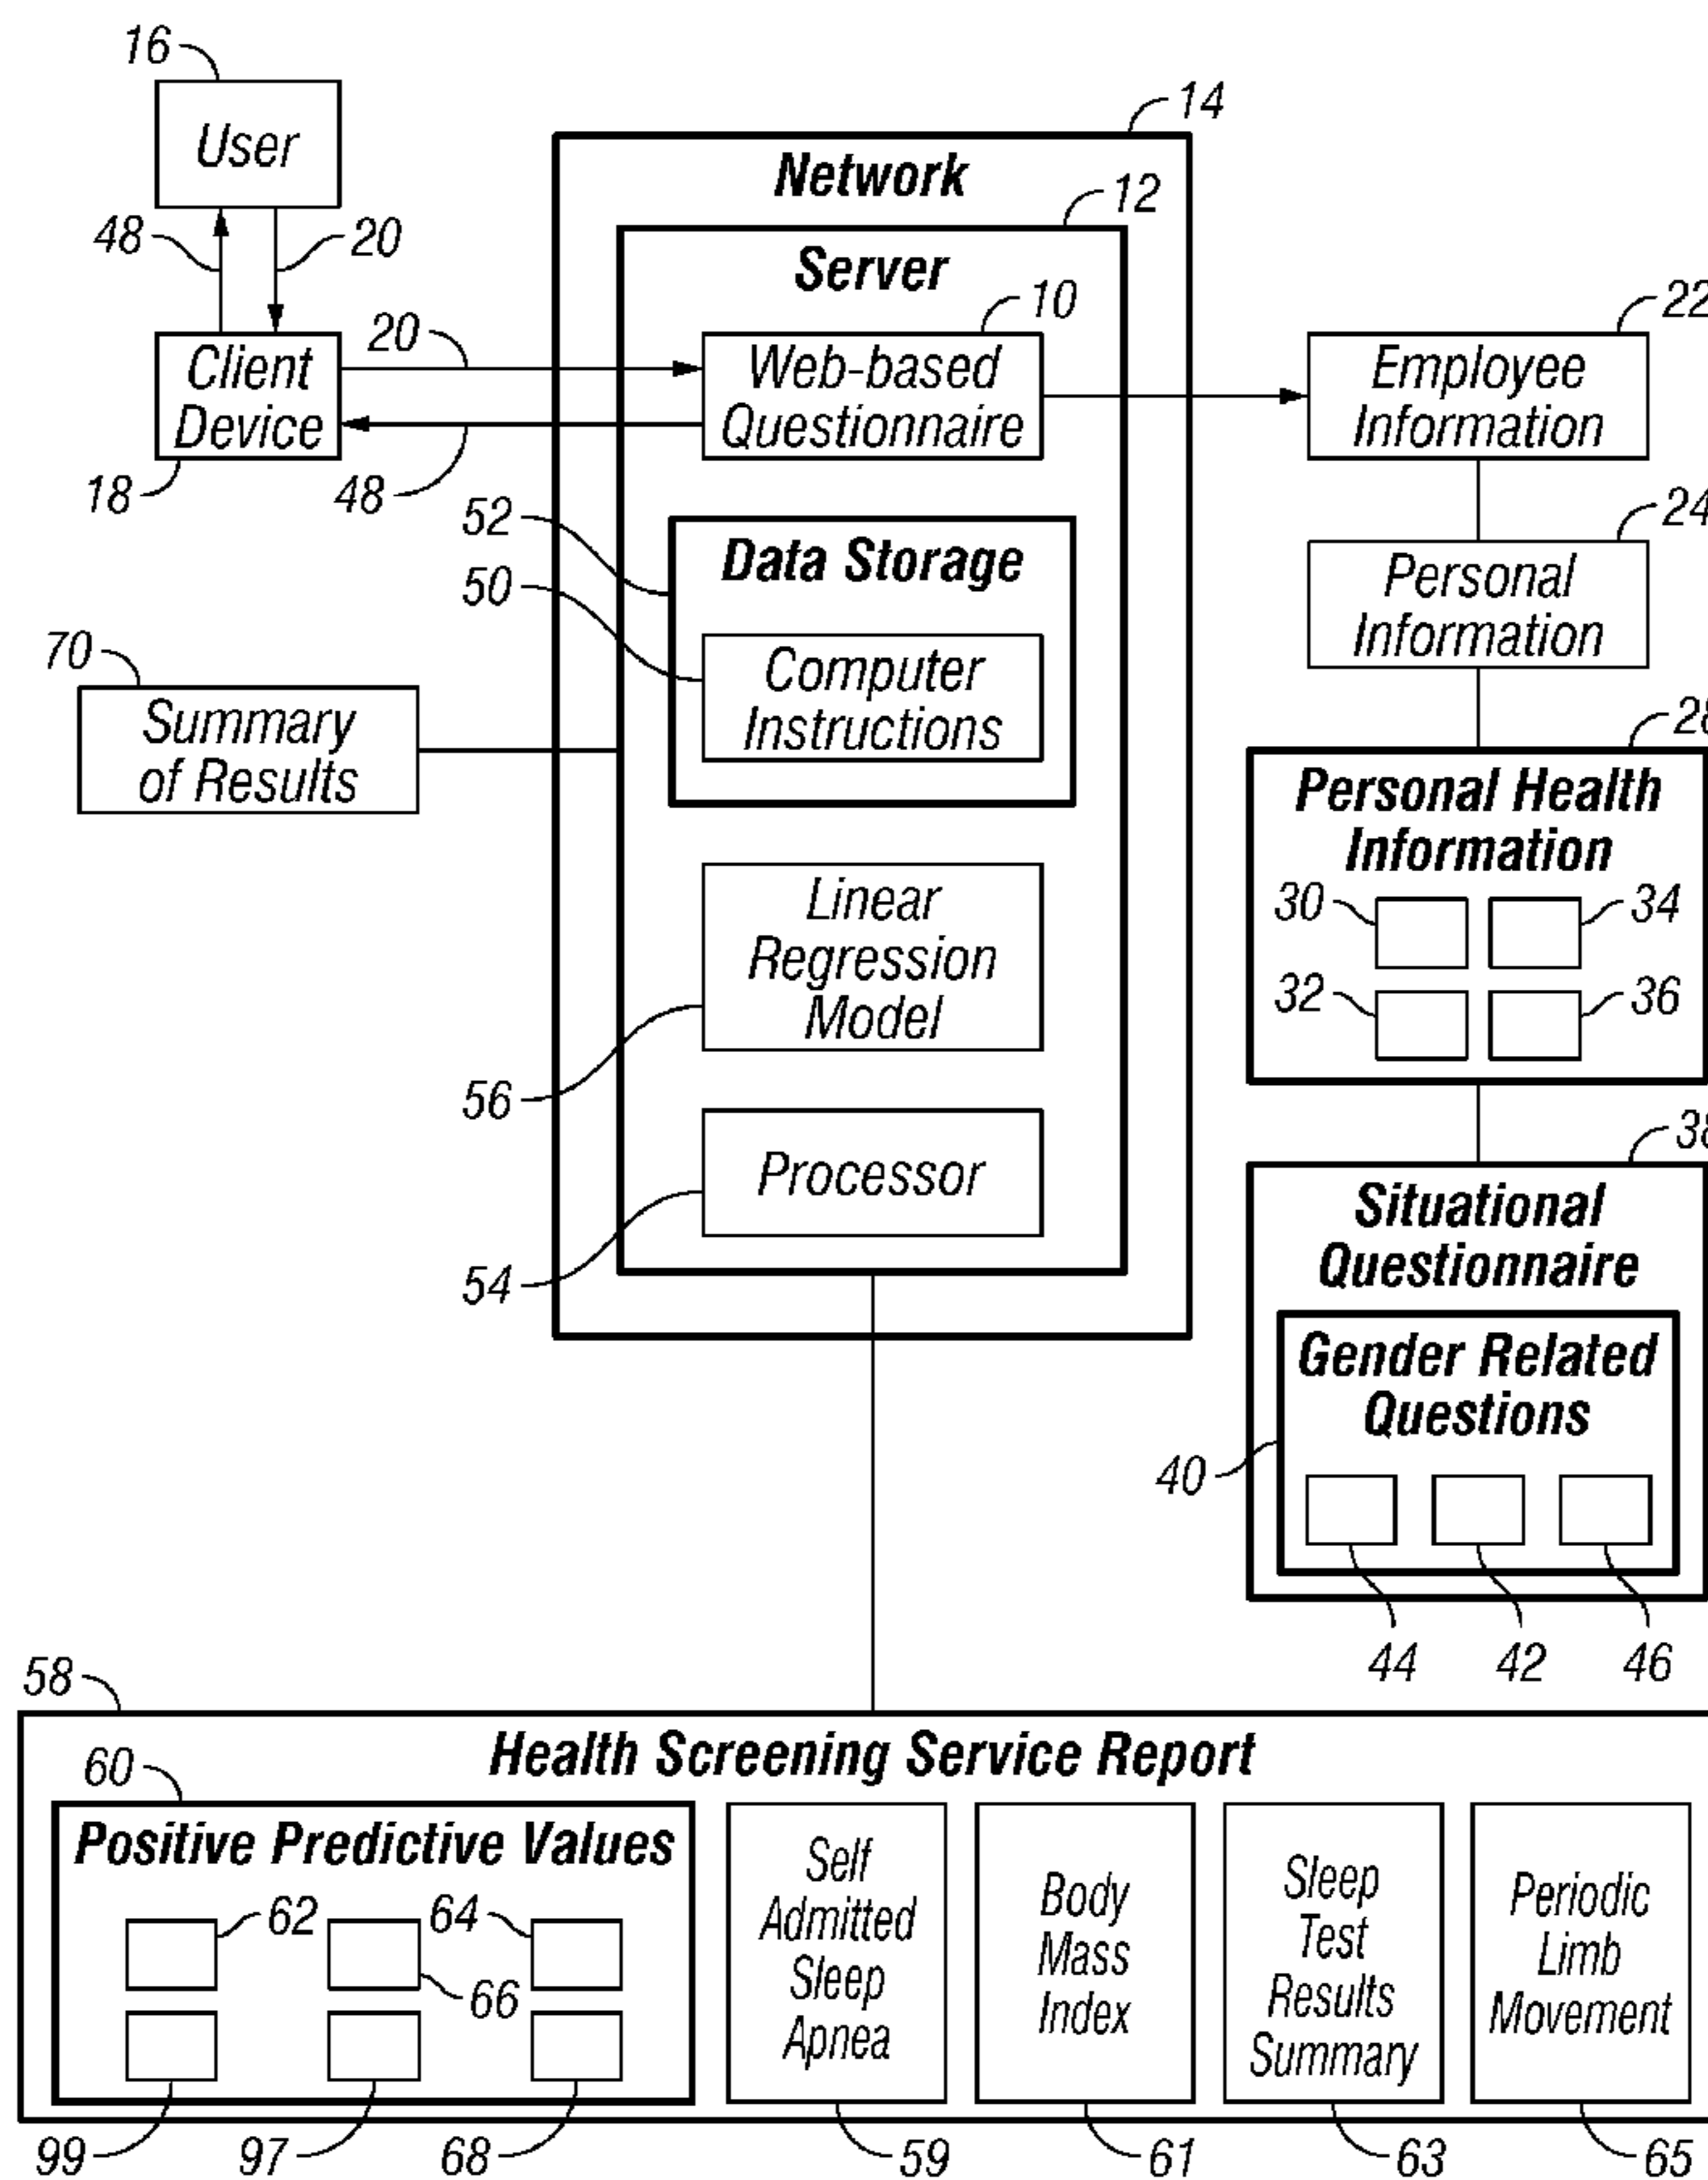 16
User
48
20
Client
Device
18
20
48
14
Network
12
Server
10
Web-based
Questionnaire
52
Data Storage
50
Computer
Instructions
70
Summary
of Results
Linear
Regression
Model
56
Processor
54
22
Employee
Information
24
Personal
Information
28
Personal Health
Information
30
34
32
36
38
Situational
Questionnaire
Gender Related
Questions
40
44
42
46
58
Health Screening Service Report
60
Positive Predictive Values
62
64
66
99
97
68
Self
Admitted
Sleep
Apnea
59
Body
Mass
Index
61
Sleep
Test
Results
Summary
63
Periodic
Limb
Movement
65